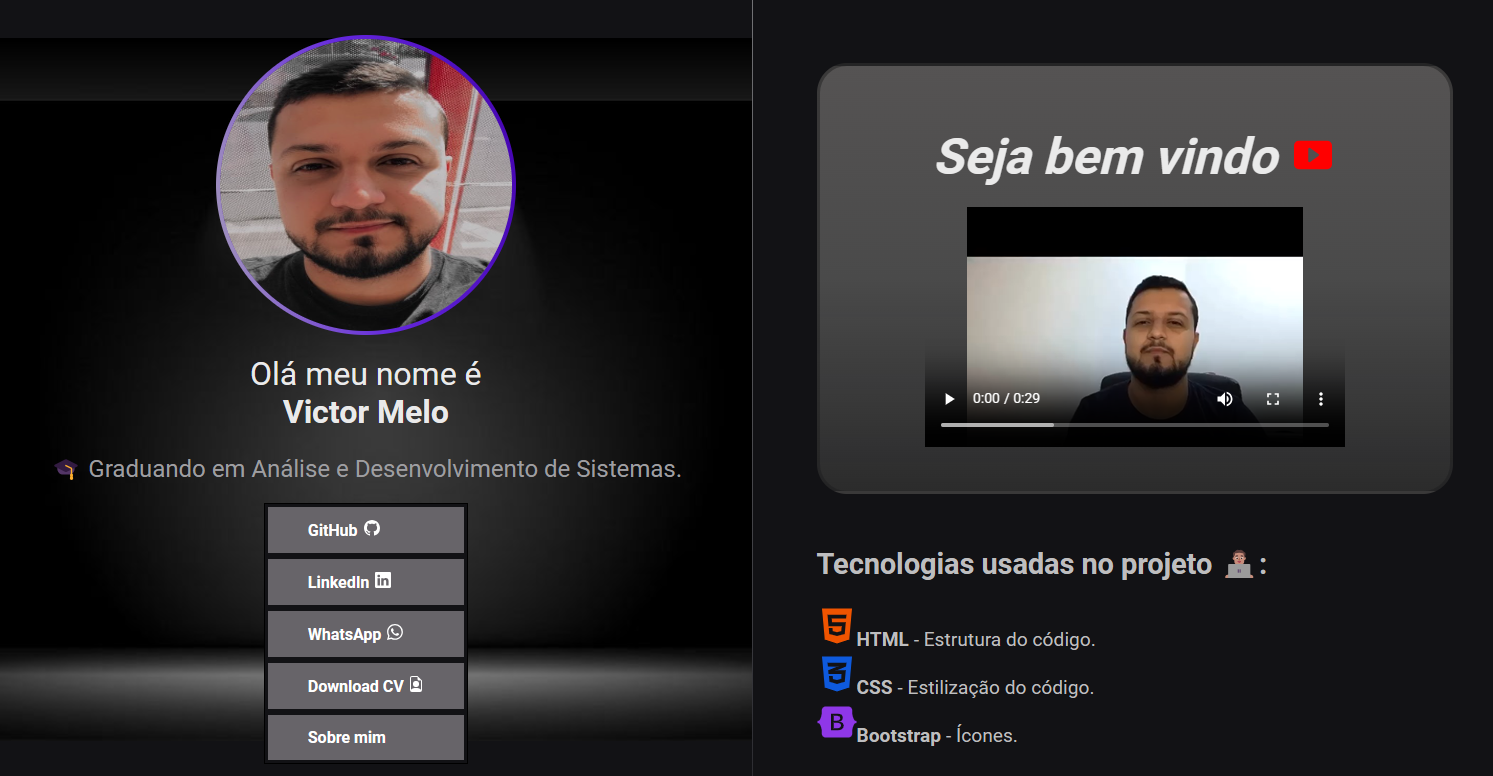 Olá meu nome é
Victor Melo
🎓 Graduando em Análise e Desenvolvimento de Sistemas.
GitHub
LinkedIn
WhatsApp
Download CV
Sobre mim
Seja bem vindo
0:00 / 0:29
Tecnologias usadas no projeto 👨🏽‍💻 :
HTML - Estrutura do código.
CSS - Estilização do código.
B
Bootstrap - Ícones.